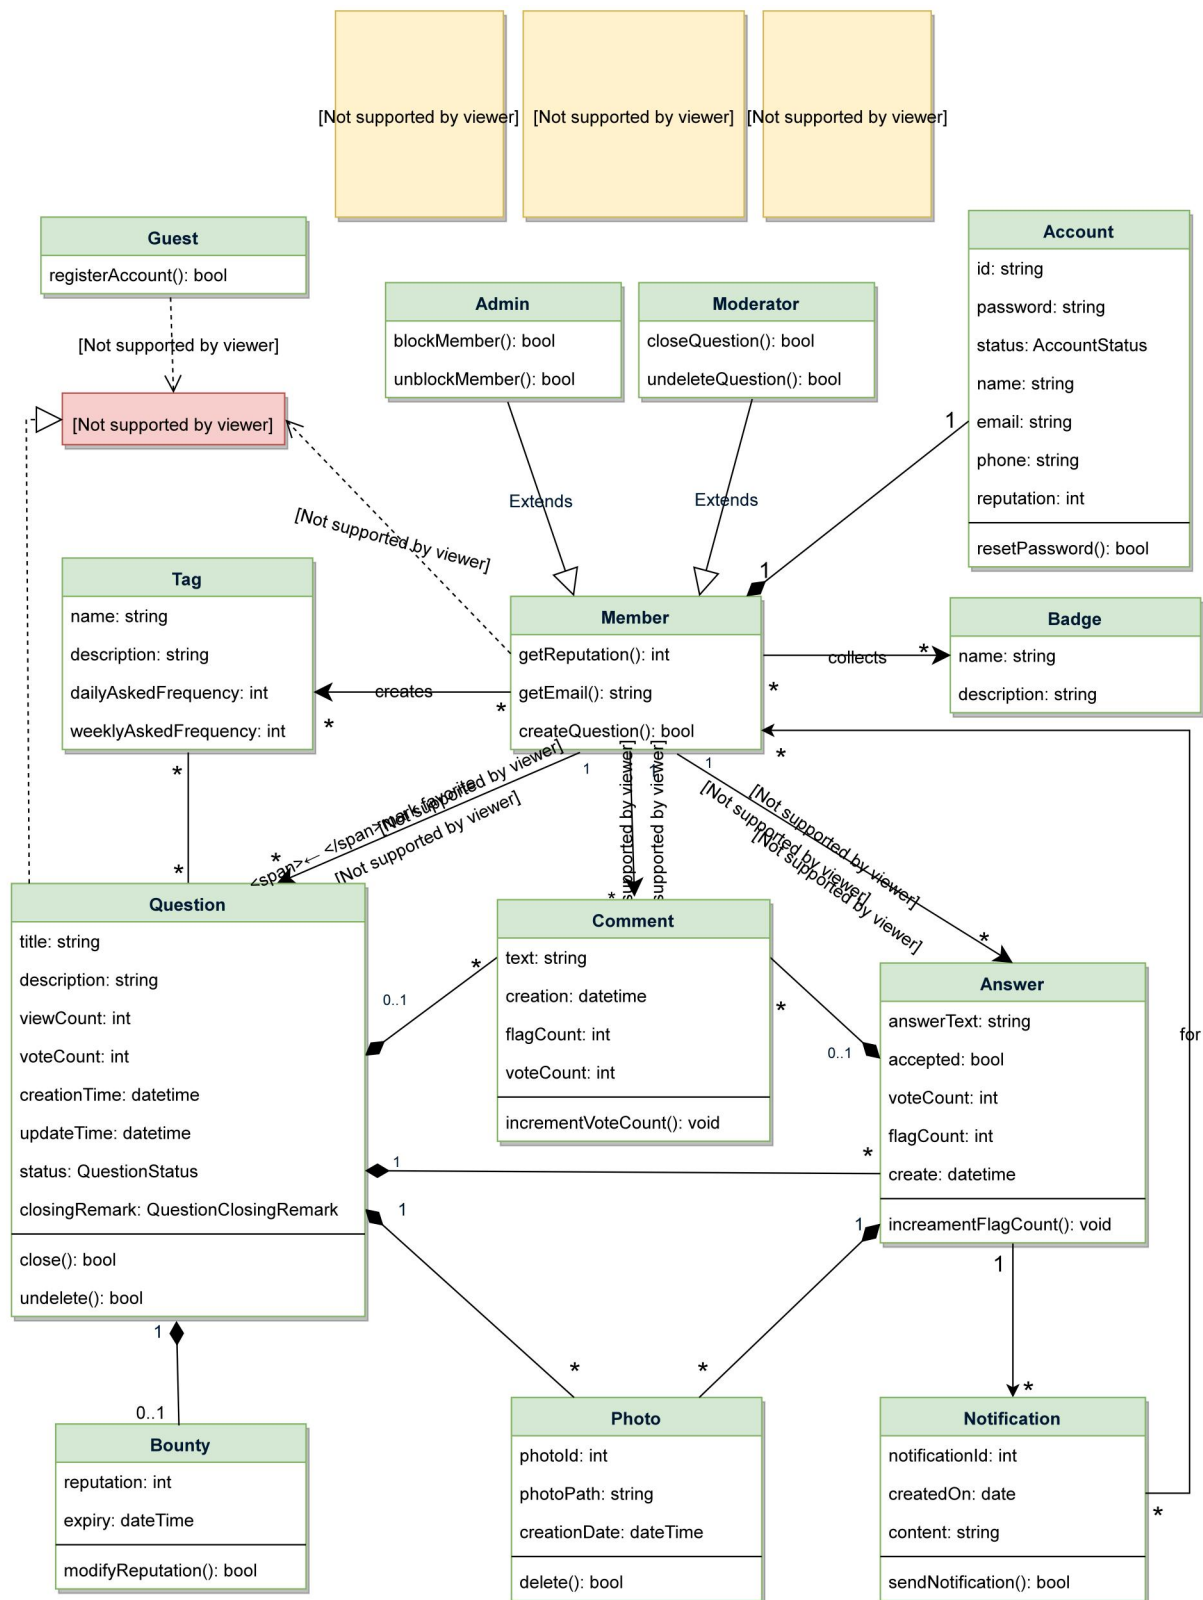 [Not supported by viewer]
[Not supported by viewer]
[Not supported by viewer]
Guest
registerAccount(): bool
[Not supported by viewer]
[Not supported by viewer]
Admin
blockMember(): bool
unblockMember(): bool
Extends
Moderator
closeQuestion(): bool
undeleteQuestion(): bool
Extends
Account
id: string
password: string
status: AccountStatus
name: string
email: string
phone: string
reputation: int
resetPassword(): bool
1
1
[Not supported by viewer]
Tag
name: string
description: string
dailyAskedFrequency: int
weeklyAskedFrequency: int
creates
*
*
Member
getReputation(): int
getEmail(): string
createQuestion(): bool
collects
*
*
Badge
name: string
description: string
*
*
*
1
1
1
[Not supported by viewer]
<span>← </span>mark favorite
[Not supported by viewer]
*
supported by viewer]
supported by viewer]
*
[Not supported by viewer]
[Not supported by viewer]
[Not supported by viewer]
*
Question
title: string
description: string
viewCount: int
voteCount: int
creationTime: datetime
updateTime: datetime
status: QuestionStatus
closingRemark: QuestionClosingRemark
close(): bool
undelete(): bool
*
0..1
Comment
text: string
creation: datetime
flagCount: int
voteCount: int
incrementVoteCount(): void
*
0..1
Answer
answerText: string
accepted: bool
voteCount: int
flagCount: int
create: datetime
increamentFlagCount(): void
for
1
*
1
*
1
*
1
*
1
0..1
Bounty
reputation: int
expiry: dateTime
modifyReputation(): bool
Photo
photoId: int
photoPath: string
creationDate: dateTime
delete(): bool
Notification
notificationId: int
createdOn: date
content: string
sendNotification(): bool
*